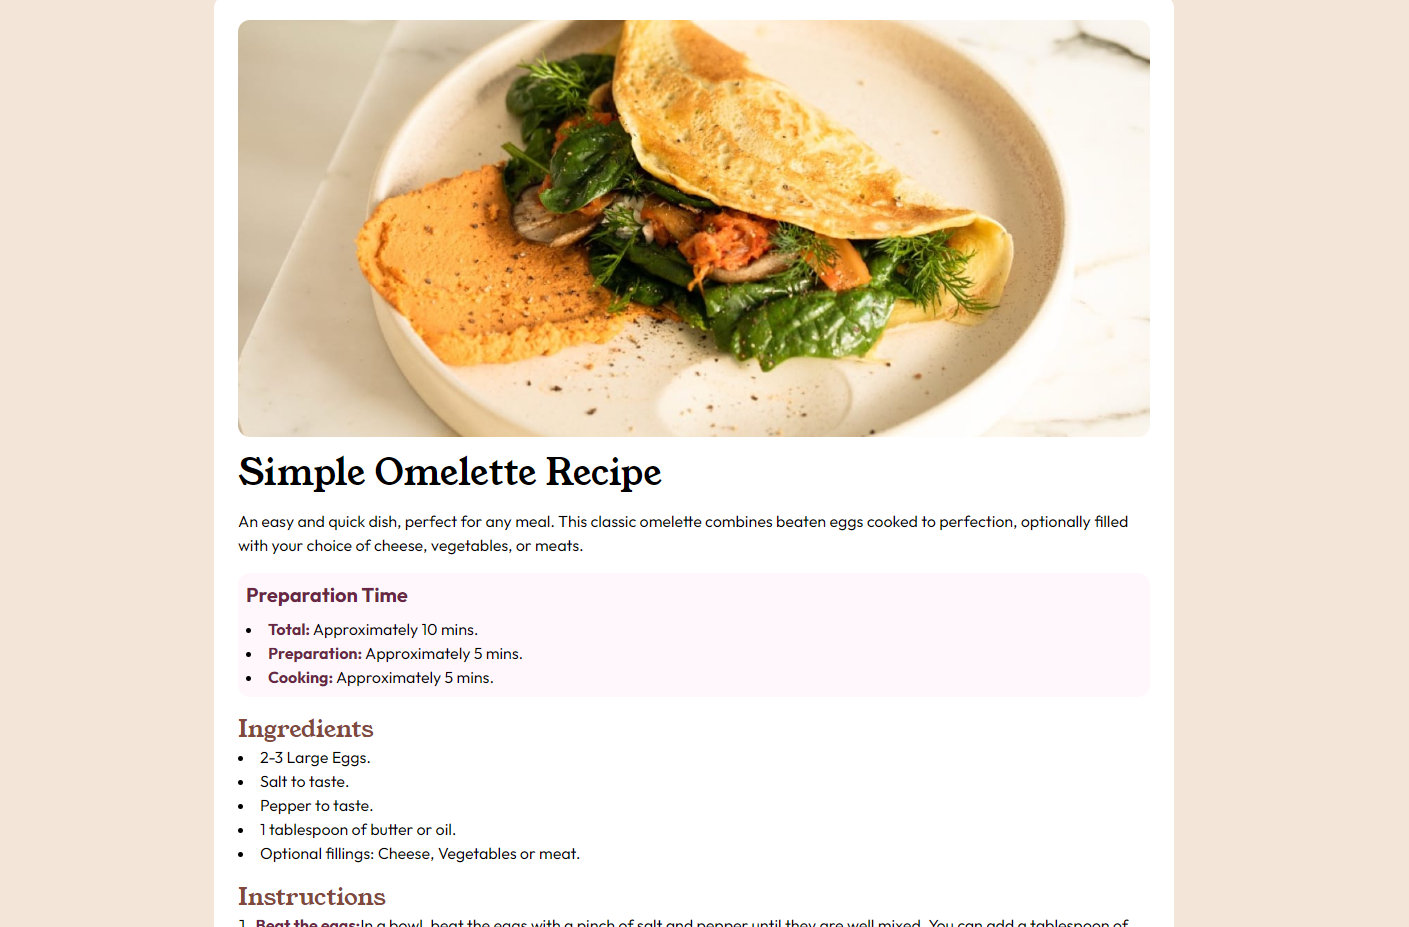 Simple Omelette Recipe
An easy and quick dish, perfect for any meal. This classic omelette combines beaten eggs cooked to perfection, optionally filled
with your choice of cheese, vegetables, or meats.
Preparation Time
• Total: Approximately 10 mins.
• Preparation: Approximately 5 mins.
• Cooking: Approximately 5 mins.
Ingredients
• 2-3 Large Eggs.
• Salt to taste.
• Pepper to taste.
• 1 tablespoon of butter or oil.
• Optional fillings: Cheese, Vegetables or meat.
Instructions
1. Beat the eggs:In a bowl, beat the eggs with a pinch of salt and pepper until they are well mixed. You can add a tablespoon of